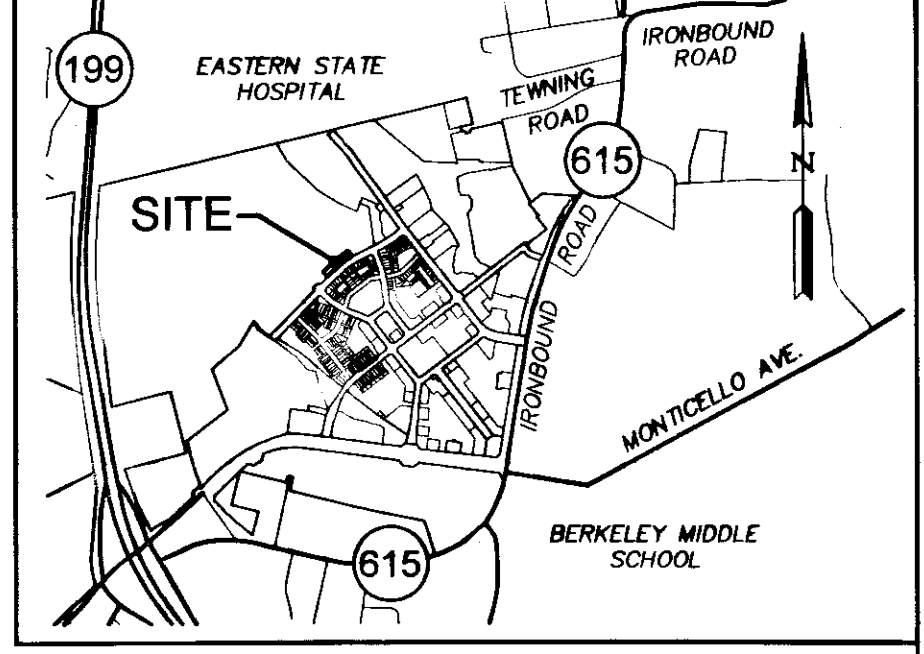 IRONBOUND
ROAD
199
EASTERN STATE
HOSPITAL
TEWNING
ROAD
615
N
SITE
ROAD
IRONBOUND
MONTICELLO AVE.
BERKELEY MIDDLE
SCHOOL
615